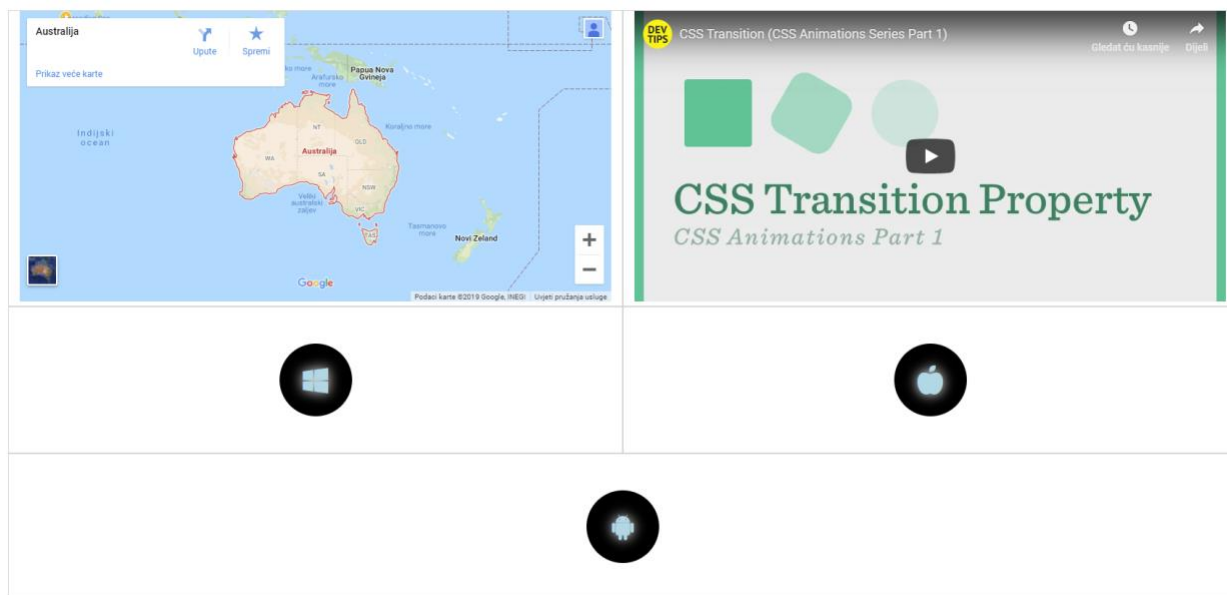 Australija
Upute
Spremi
Prikaz veće karte
Papua Nova
Gvineja
Arafursko
more
Indijski
ocean
Koraljno more
NT
QLD
WA
Australija
SA
NSW
Veliki
australski
zaljev
VIC
TAS
Tasmanovo
more
Novi Zeland
Google
Podaci karte ©2019 Google, INEGI
Uvjeti pružanja usluge
DEV
TIPS
CSS Transition (CSS Animations Series Part 1)
Gledat ću kasnije
Dijeli
CSS Transition Property
CSS Animations Part 1